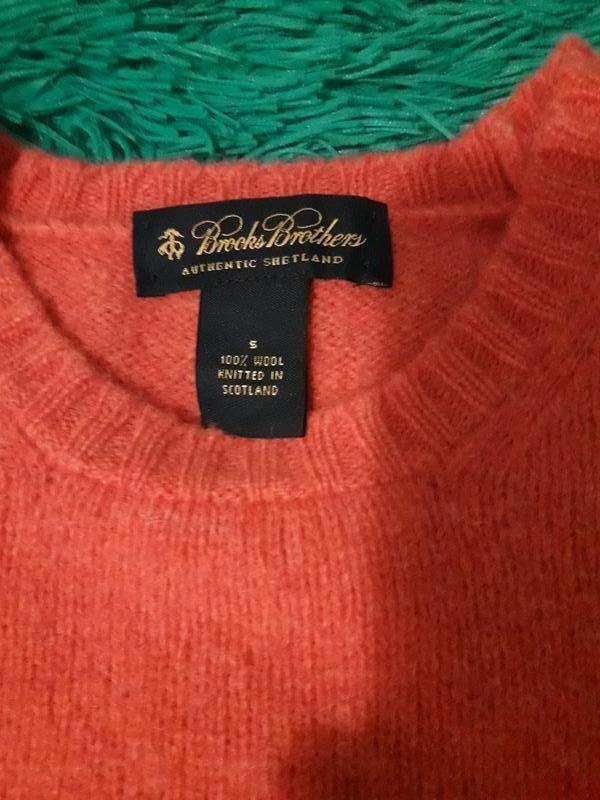 Brooks Brothers
AUTHENTIC SHETLAND
S
100% WOOL
KNITTED IN
SCOTLAND